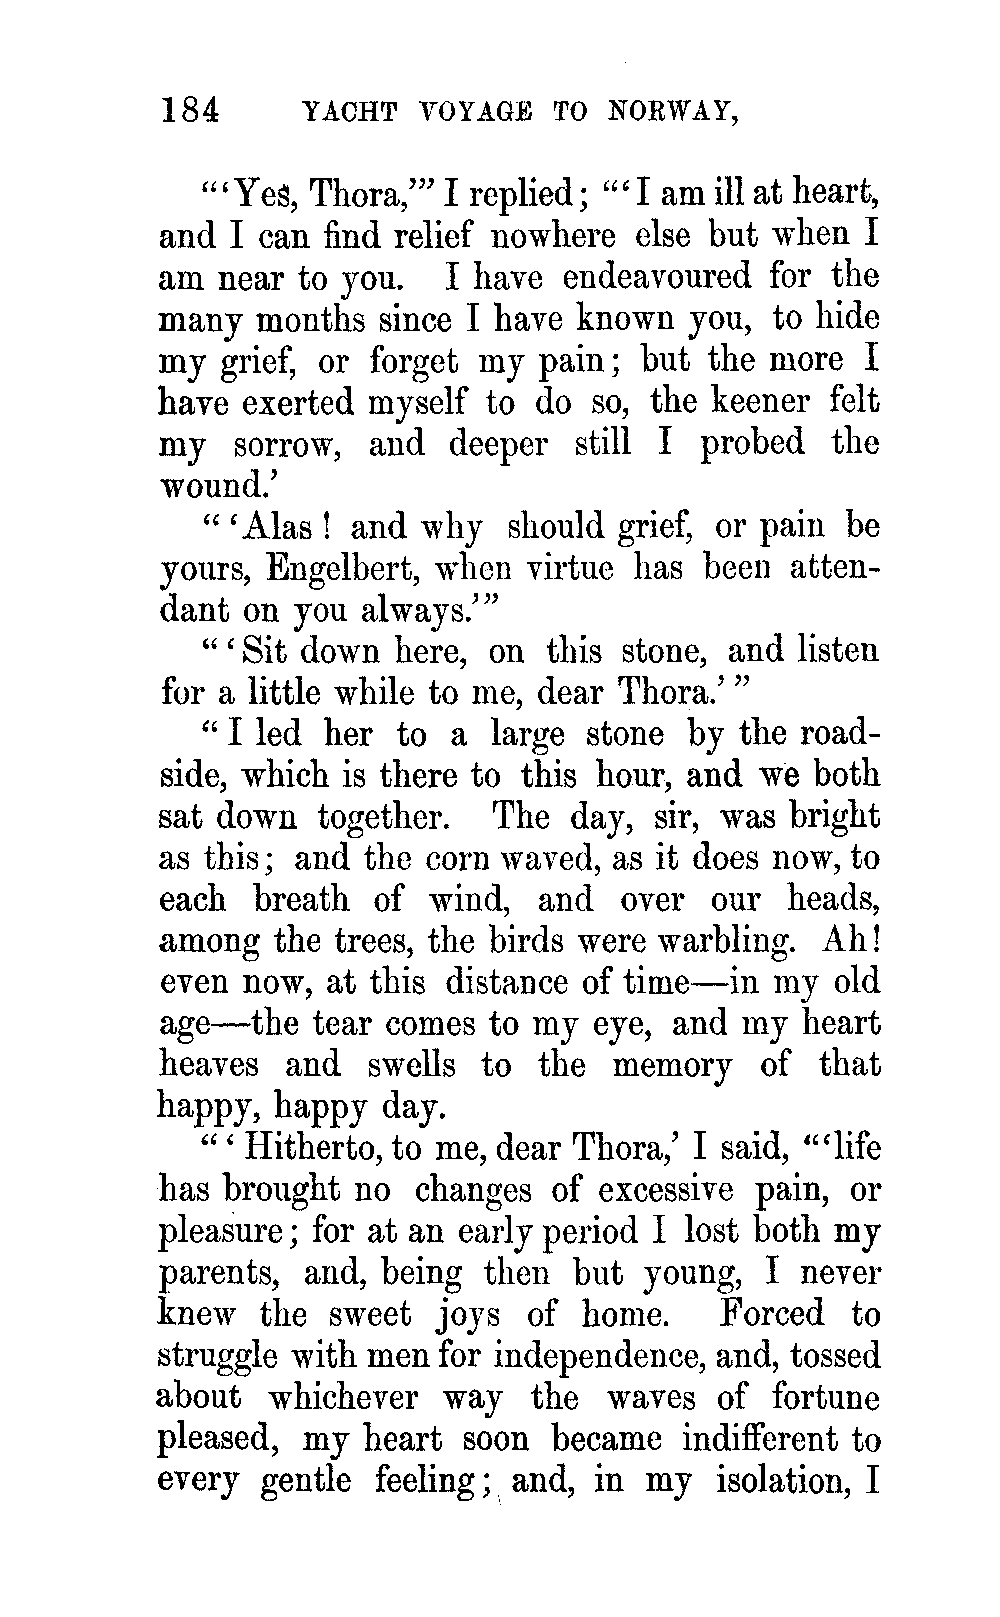 184 YACHT VOYAGE TO NORWAY,
"'Yes, Thora,'" I replied; "'I am ill at heart,
and I can find relief nowhere else but when I
am near to you. I have endeavoured for the
many months since I have known you, to hide
my grief, or forget my pain; but the more I
have exerted myself to do so, the keener felt
my sorrow, and deeper still I probed the
wound.'
"'Alas! and why should grief, or pain be
yours, Engelbert, when virtue has been atten-
dant on you always.'"
"'Sit down here, on this stone, and listen
for a little while to me, dear Thora.'"
"I led her to a large stone by the road-
side, which is there to this hour, and we both
sat down together. The day, sir, was bright
as this; and the corn waved, as it does now, to
each breath of wind, and over our heads,
among the trees, the birds were warbling. Ah!
even now, at this distance of time—in my old
age—the tear comes to my eye, and my heart
heaves and swells to the memory of that
happy, happy day.
"'Hitherto, to me, dear Thora,' I said, "'life
has brought no changes of excessive pain, or
pleasure; for at an early period I lost both my
parents, and, being then but young, I never
knew the sweet joys of home. Forced to
struggle with men for independence, and, tossed
about whichever way the waves of fortune
pleased, my heart soon became indifferent to
every gentle feeling; and, in my isolation, I